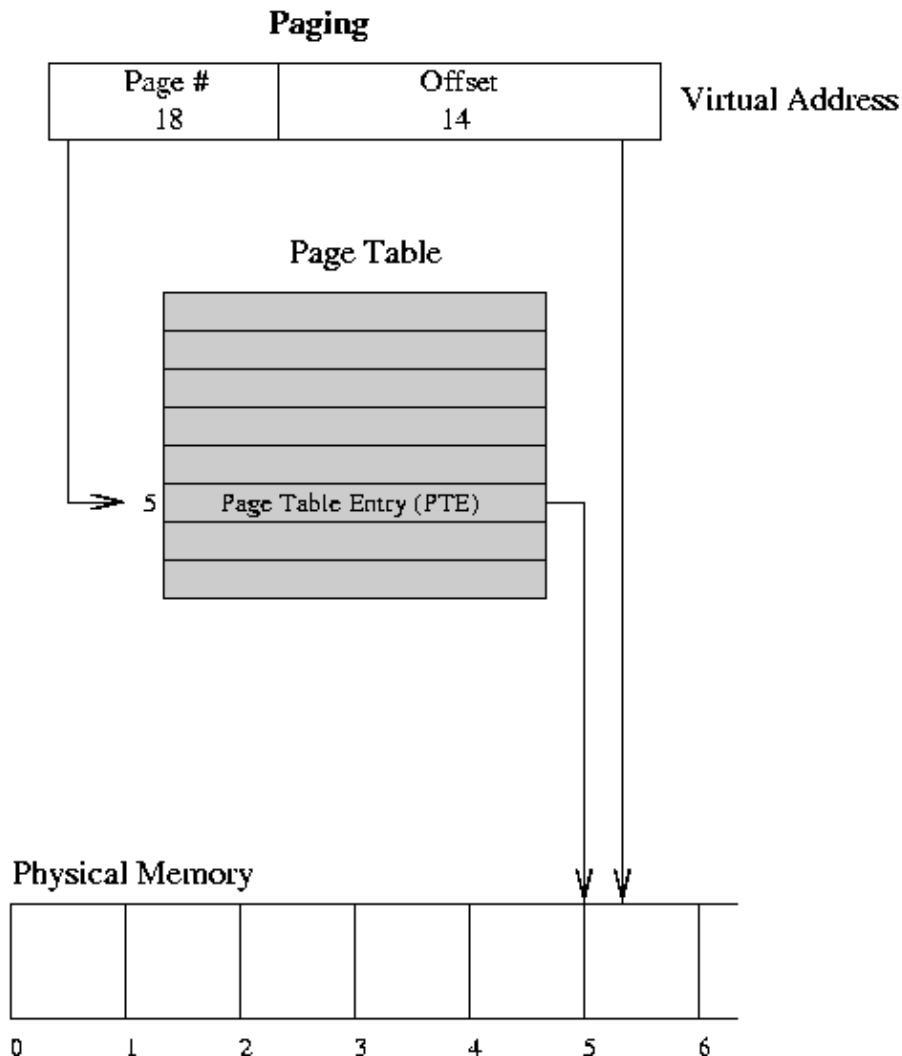 Paging
Page #
18
Offset
14
Virtual Address
Page Table
5
Page Table Entry (PTE)
Physical Memory
0 1 2 3 4 5 6